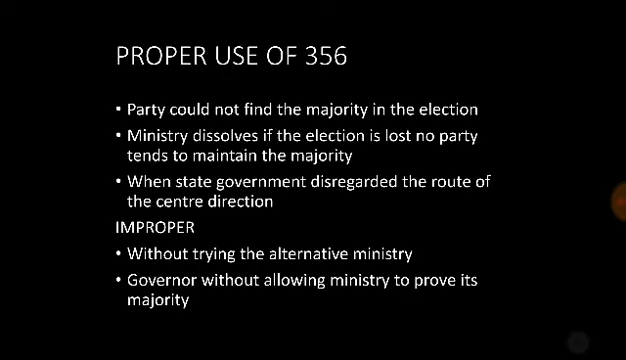 PROPER USE OF 356
• Party could not find the majority in the election
• Ministry dissolves if the election is lost no party
tends to maintain the majority
• When state government disregarded the route of
the centre direction
IMPROPER
• Without trying the alternative ministry
• Governor without allowing ministry to prove its
majority